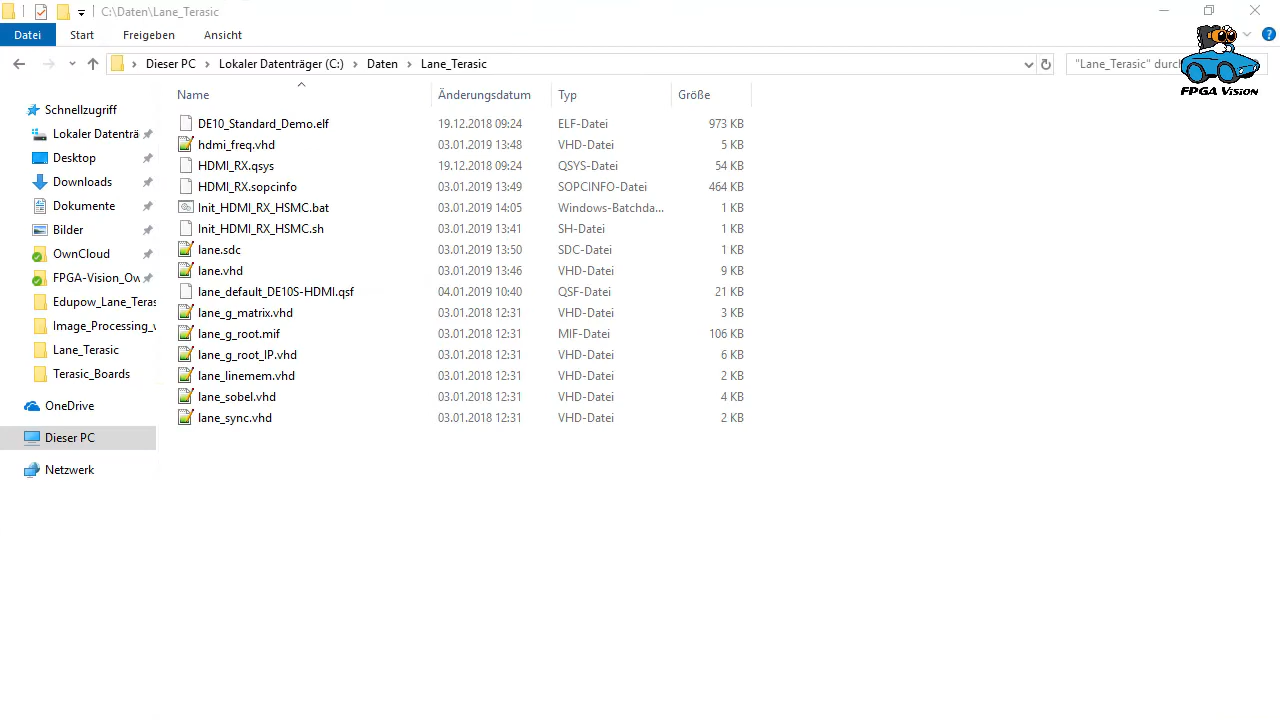 C:\Daten\Lane_Terasic
Datei Start Freigeben Ansicht
Dieser PC Lokaler Datenträger (C:) Daten Lane_Terasic
"Lane_Terasic" durc
FPGA Vision
Name Änderungsdatum Typ Größe
Schnellzugriff
Lokaler Datenträ
Desktop
Downloads
Dokumente
Bilder
OwnCloud
FPGA-Vision_Ow
Edupow_Lane_Teras
Image_Processing_v
Lane_Terasic
Terasic_Boards
OneDrive
Dieser PC
Netzwerk
DE10_Standard_Demo.elf 19.12.2018 09:24 ELF-Datei 973 KB
hdmi_freq.vhd 03.01.2019 13:48 VHD-Datei 5 KB
HDMI_RX.qsys 19.12.2018 09:24 QSYS-Datei 54 KB
HDMI_RX.sopcinfo 03.01.2019 13:49 SOPCINFO-Datei 464 KB
Init_HDMI_RX_HSMC.bat 03.01.2019 14:05 Windows-Batchda... 1 KB
Init_HDMI_RX_HSMC.sh 03.01.2019 13:41 SH-Datei 1 KB
lane.sdc 03.01.2019 13:50 SDC-Datei 1 KB
lane.vhd 03.01.2019 13:46 VHD-Datei 9 KB
lane_default_DE10S-HDMI.qsf 04.01.2019 10:40 QSF-Datei 21 KB
lane_g_matrix.vhd 03.01.2018 12:31 VHD-Datei 3 KB
lane_g_root.mif 03.01.2018 12:31 MIF-Datei 106 KB
lane_g_root_IP.vhd 03.01.2018 12:31 VHD-Datei 6 KB
lane_linemem.vhd 03.01.2018 12:31 VHD-Datei 2 KB
lane_sobel.vhd 03.01.2018 12:31 VHD-Datei 4 KB
lane_sync.vhd 03.01.2018 12:31 VHD-Datei 2 KB